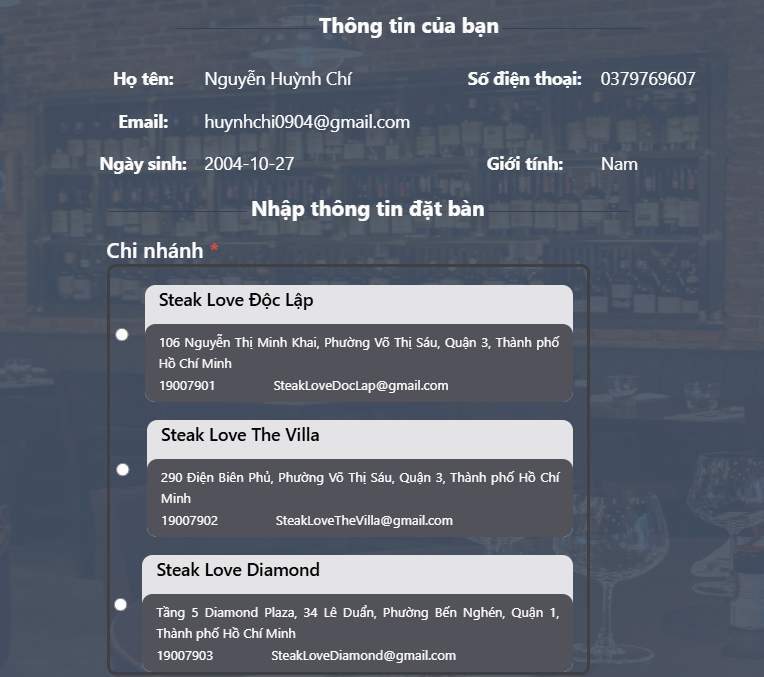 Thông tin của bạn
Họ tên: Nguyễn Huỳnh Chí Số điện thoại: 0379769607
Email: huynhchi0904@gmail.com
Ngày sinh: 2004-10-27 Giới tính: Nam
Nhập thông tin đặt bàn
Chi nhánh *
Steak Love Độc Lập
106 Nguyễn Thị Minh Khai, Phường Võ Thị Sáu, Quận 3, Thành phố
Hồ Chí Minh
19007901 SteakLoveDocLap@gmail.com
Steak Love The Villa
290 Điện Biên Phủ, Phường Võ Thị Sáu, Quận 3, Thành phố Hồ Chí
Minh
19007902 SteakLoveTheVilla@gmail.com
Steak Love Diamond
Tầng 5 Diamond Plaza, 34 Lê Duẩn, Phường Bến Nghén, Quận 1,
Thành phố Hồ Chí Minh
19007903 SteakLoveDiamond@gmail.com